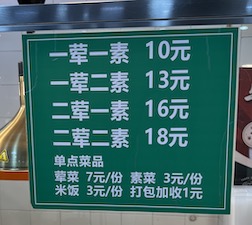 一荤一素 10元
一荤二素 13元
二荤一素 16元
二荤二素 18元
单点菜品
荤菜 7元/份 素菜 3元/份
米饭 3元/份 打包加收1元